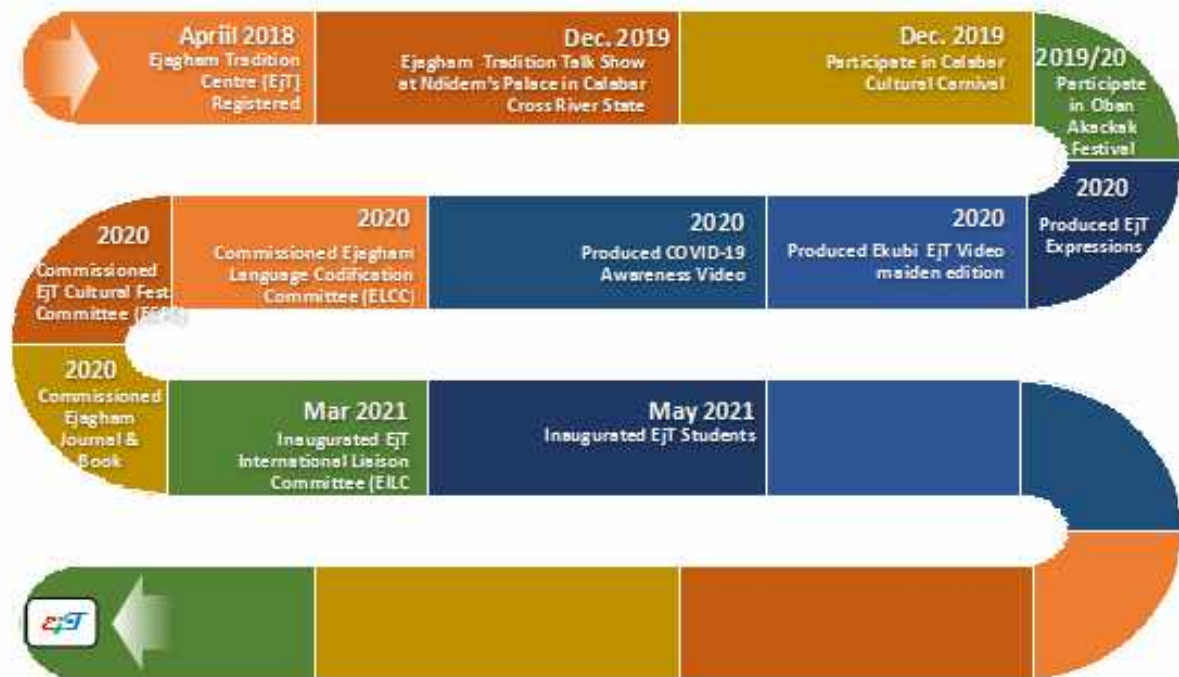 Apriil 2018
Ejagham Tradition
Centre (EjT)
Registered
Dec. 2019
Ejagham Tradition Talk Show
at Ndidem's Palace in Calabar
Cross River State
Dec. 2019
Participate in Calabar
Cultural Carnival
2019/20
Participate
in Oban
Akackak
Festival
2020
Produced EjT
Expressions
2020
Produced Ekubi EjT Video
maiden edition
2020
Produced COVID-19
Awareness Video
2020
Commissioned Ejagham
Language Codification
Committee (ELCC)
2020
Commissioned
EjT Cultural Fest
Committee
2020
Commissioned
Ejagham
Journal &
Book
Mar 2021
Inaugurated EjT
International Liaison
Committee (EILC
May 2021
Inaugurated EjT Students
EjT